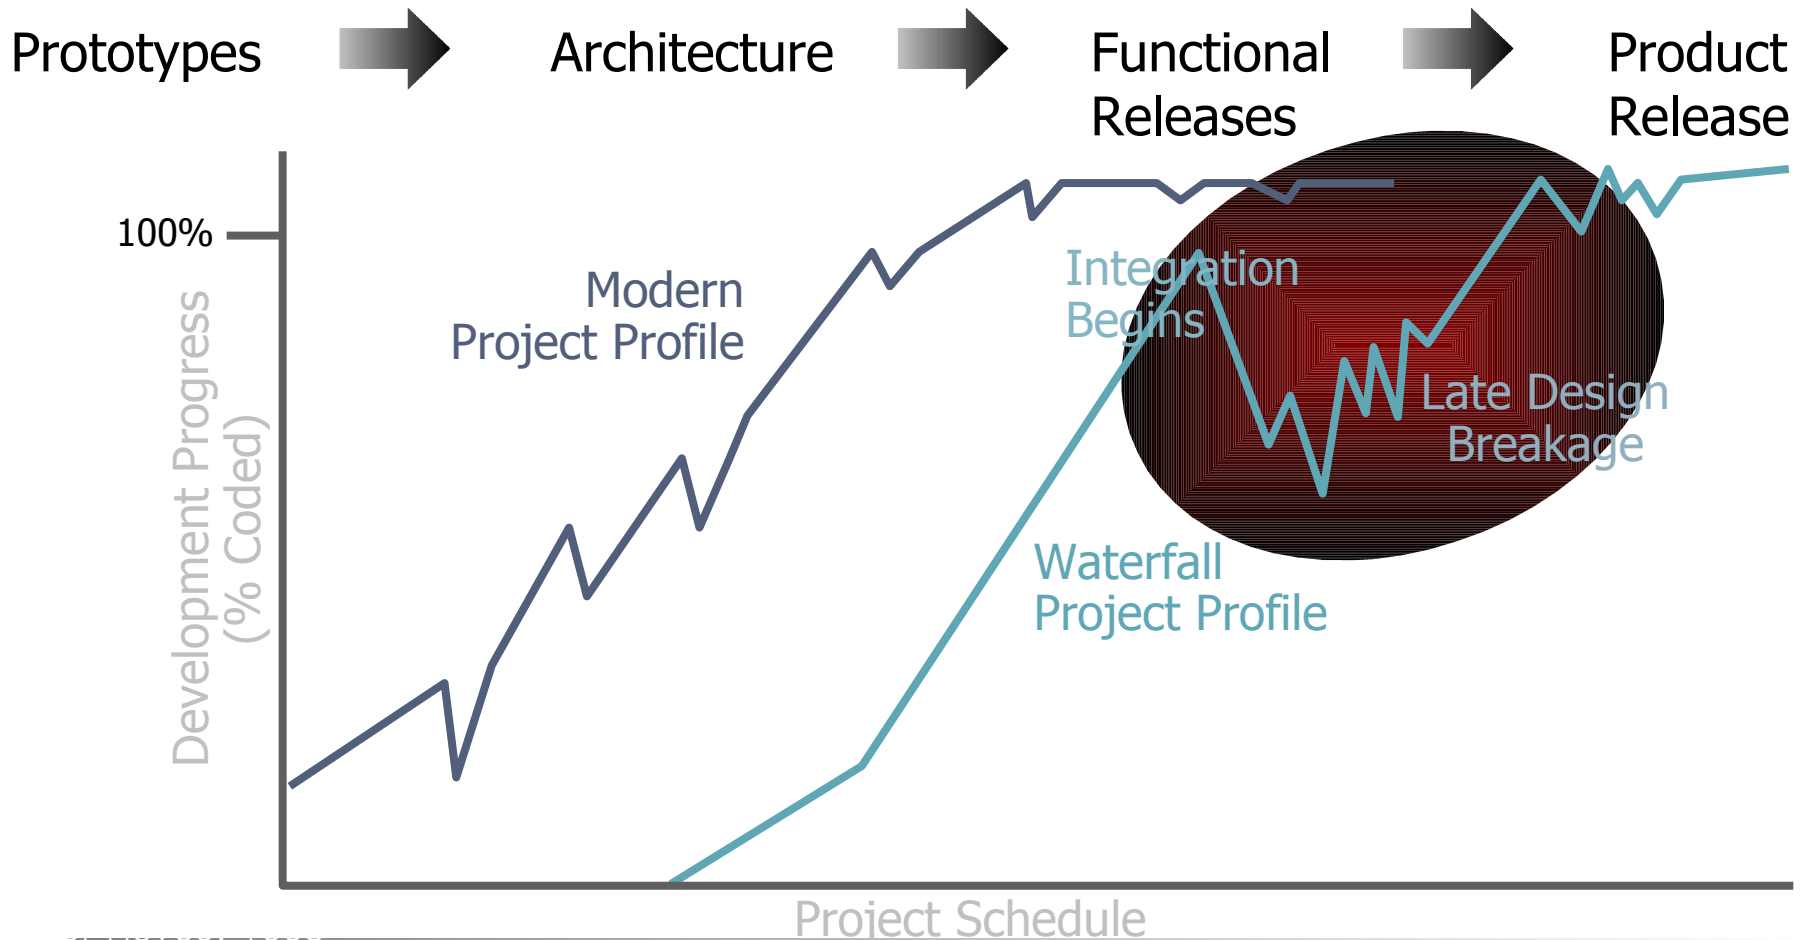 Prototypes
Architecture
Functional
Releases
Product
Release
100%
Modern
Project Profile
Integration
Begins
Late Design
Breakage
Waterfall
Project Profile
Development Progress
(% Coded)
Project Schedule